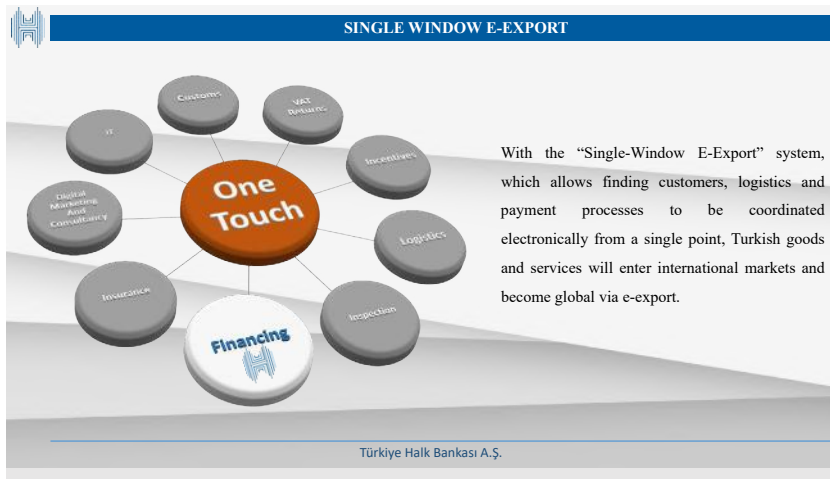 SINGLE WINDOW E-EXPORT
Customs
VAT
Returns
IT
Incentives
One
Touch
Digital
Marketing
And
Consultancy
Logistics
Insurance
Inspection
Financing
With the “Single-Window E-Export” system,
which allows finding customers, logistics and
payment processes to be coordinated
electronically from a single point, Turkish goods
and services will enter international markets and
become global via e-export.
Türkiye Halk Bankası A.Ş.